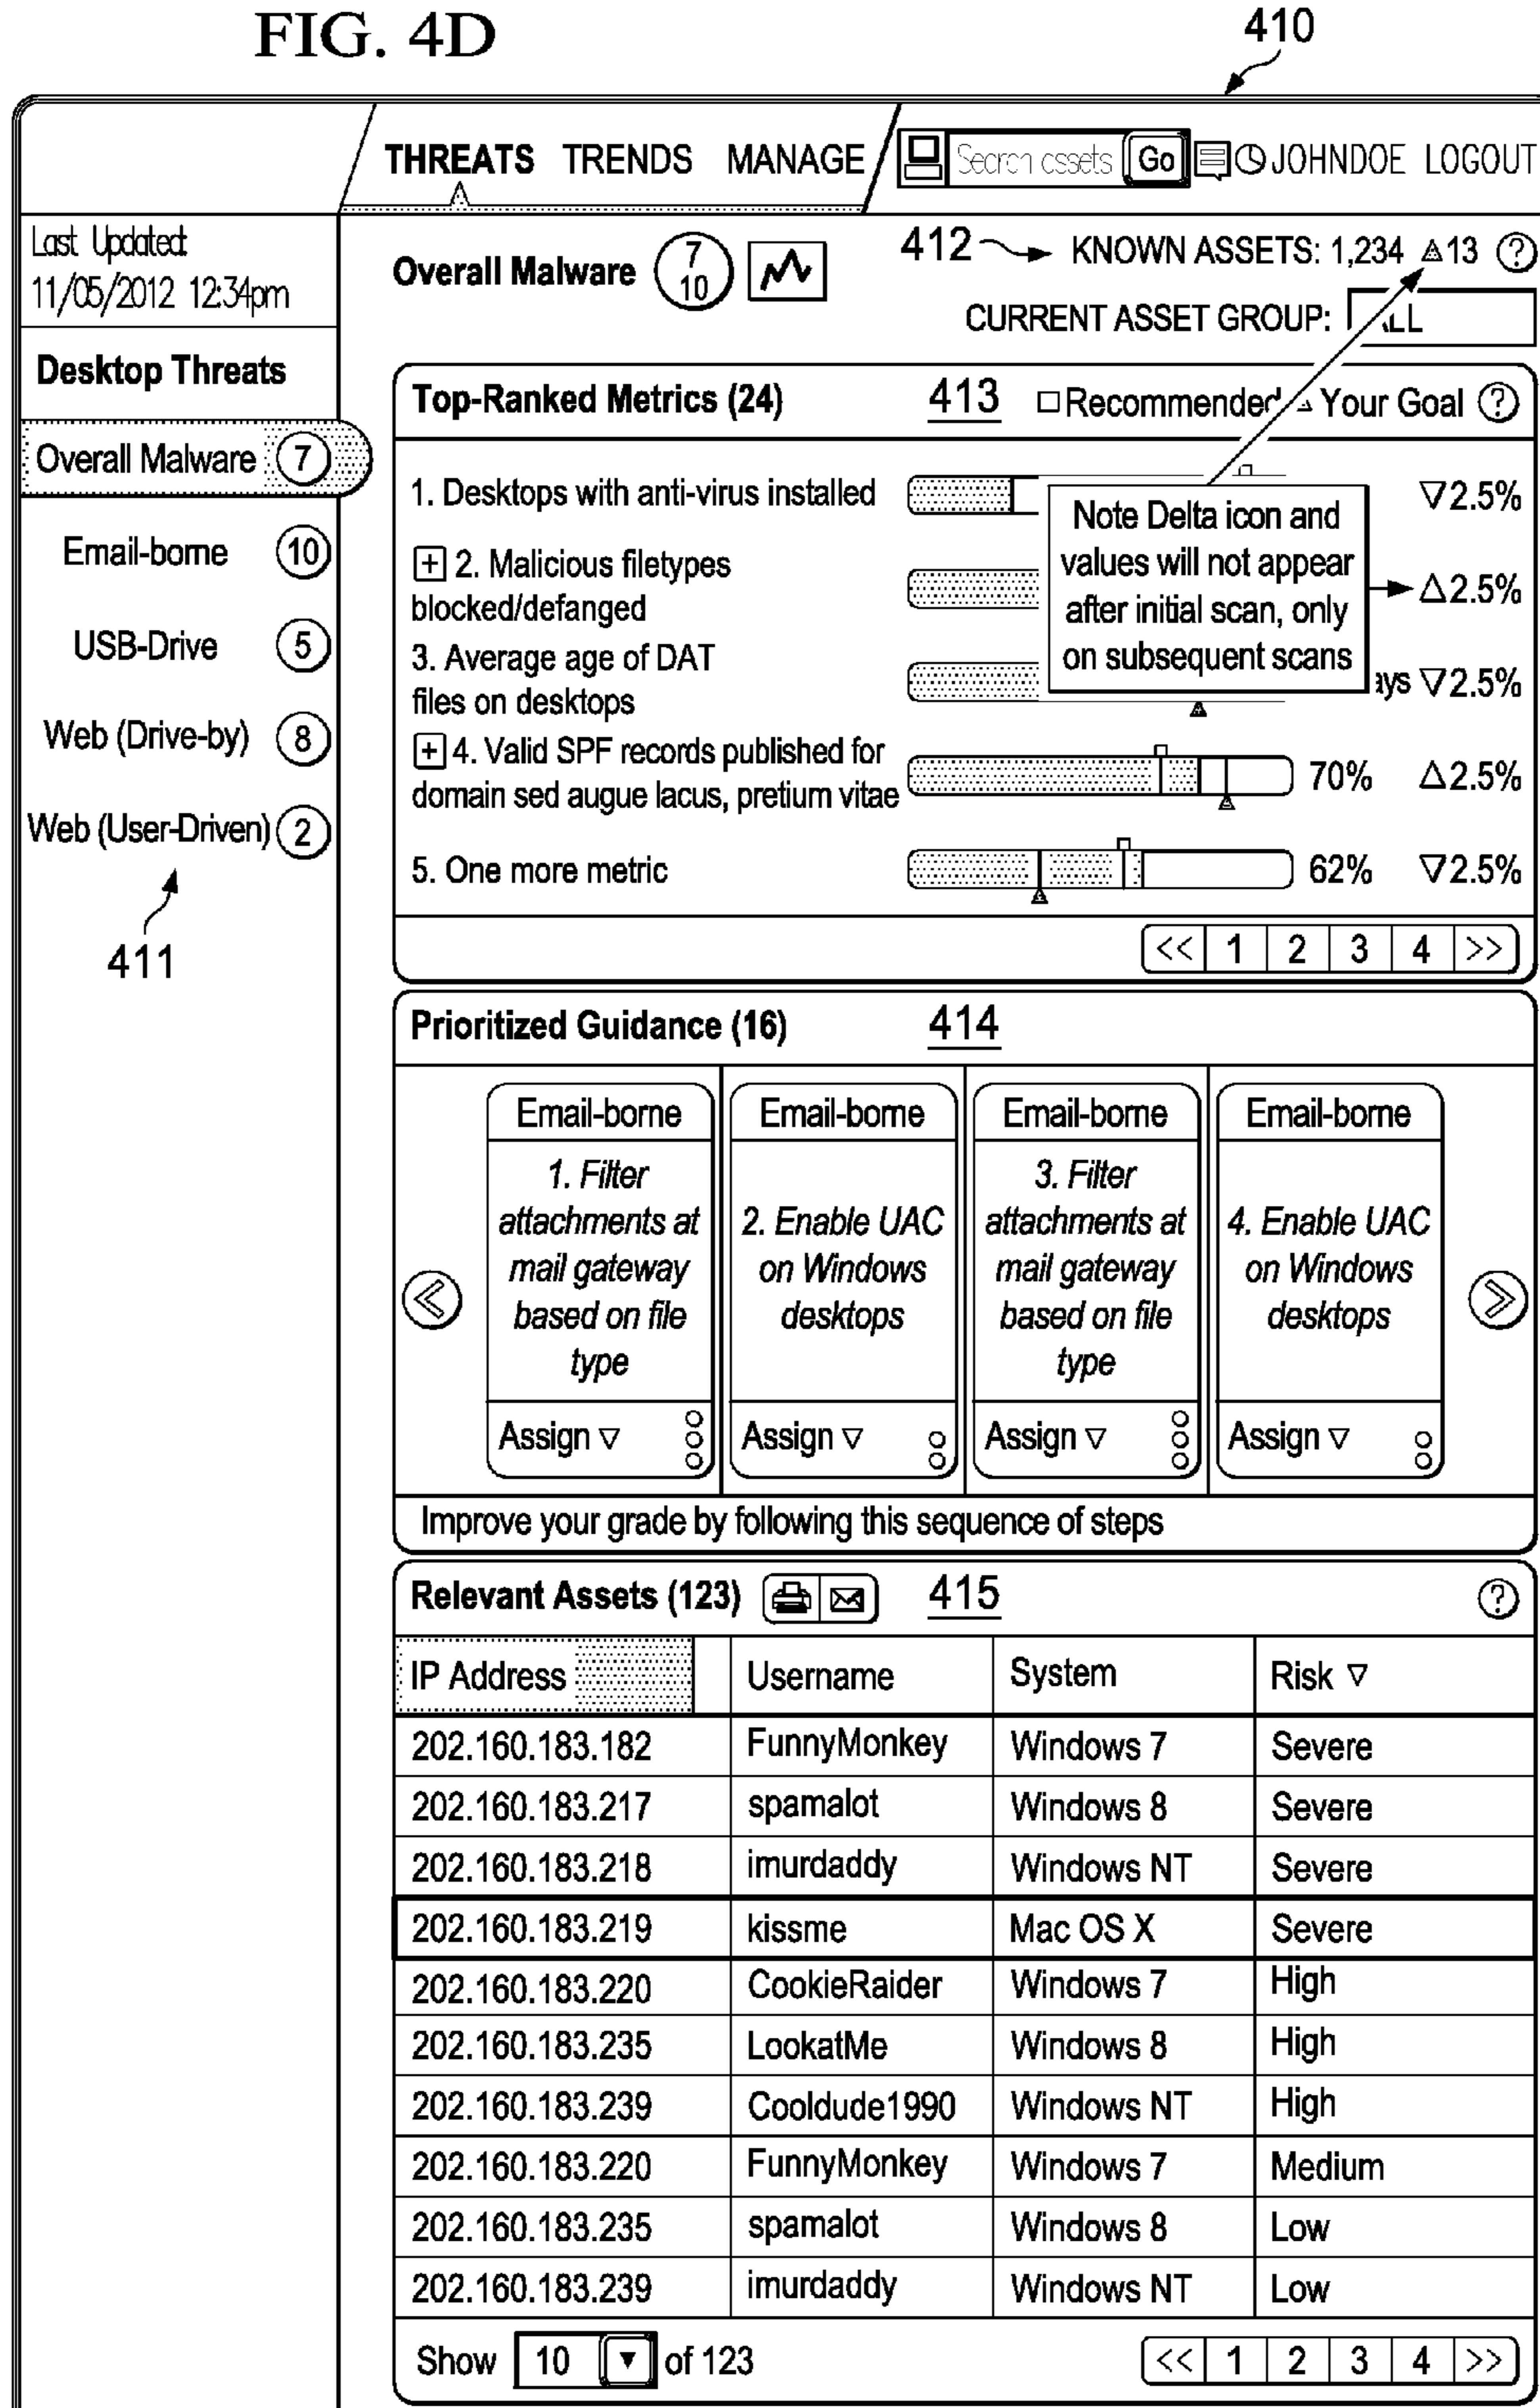 FIG. 4D
410
THREATS TRENDS MANAGE Search assets Go JOHNDOE LOGOUT
Last Updated:
11/05/2012 12:34pm
Overall Malware 7 10
412 KNOWN ASSETS: 1,234 △13 ?
CURRENT ASSET GROUP:
Desktop Threats
Overall Malware 7
Email-borne 10
USB-Drive 5
Web (Drive-by) 8
Web (User-Driven) 2
411
Top-Ranked Metrics (24) 413 □ Recommended △ Your Goal ?
1. Desktops with anti-virus installed ▽2.5%
+ 2. Malicious filetypes
blocked/defanged △2.5%
3. Average age of DAT
files on desktops ays ▽2.5%
Note Delta icon and
values will not appear
after initial scan, only
on subsequent scans
+ 4. Valid SPF records published for
domain sed augue lacus, pretium vitae 70% △2.5%
5. One more metric 62% ▽2.5%
<< 1 2 3 4 >>
Prioritized Guidance (16) 414
Email-borne
1. Filter
attachments at
mail gateway
based on file
type
Assign ▽
Email-borne
2. Enable UAC
on Windows
desktops
Assign ▽
Email-borne
3. Filter
attachments at
mail gateway
based on file
type
Assign ▽
Email-borne
4. Enable UAC
on Windows
desktops
Assign ▽
Improve your grade by following this sequence of steps
Relevant Assets (123) 415 ?
IP Address Username System Risk ▽
202.160.183.182 FunnyMonkey Windows 7 Severe
202.160.183.217 spamalot Windows 8 Severe
202.160.183.218 imurdaddy Windows NT Severe
202.160.183.219 kissme Mac OS X Severe
202.160.183.220 CookieRaider Windows 7 High
202.160.183.235 LookatMe Windows 8 High
202.160.183.239 Cooldude1990 Windows NT High
202.160.183.220 FunnyMonkey Windows 7 Medium
202.160.183.235 spamalot Windows 8 Low
202.160.183.239 imurdaddy Windows NT Low
Show 10 ▼ of 123 << 1 2 3 4 >>